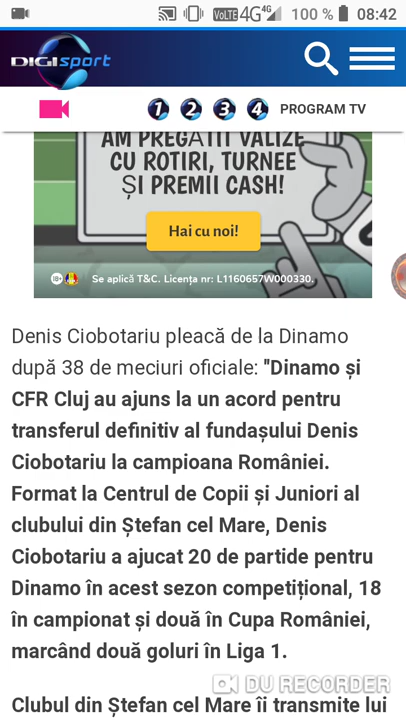 VoLTE 4G 4G 100 % 08:42
DIGI sport
1 2 3 4 PROGRAM TV
AM PREGĂTIT VALIZE
CU ROTIRI, TURNEE
ȘI PREMII CASH!
Hai cu noi!
18+ Se aplică T&C. Licența nr: L1160657W000330.
Denis Ciobotariu pleacă de la Dinamo
după 38 de meciuri oficiale: "Dinamo și
CFR Cluj au ajuns la un acord pentru
transferul definitiv al fundașului Denis
Ciobotariu la campioana României.
Format la Centrul de Copii și Juniori al
clubului din Ștefan cel Mare, Denis
Ciobotariu a ajucat 20 de partide pentru
Dinamo în acest sezon competițional, 18
în campionat și două în Cupa României,
marcând două goluri în Liga 1.
DU RECORDER
Clubul din Ștefan cel Mare îi transmite lui